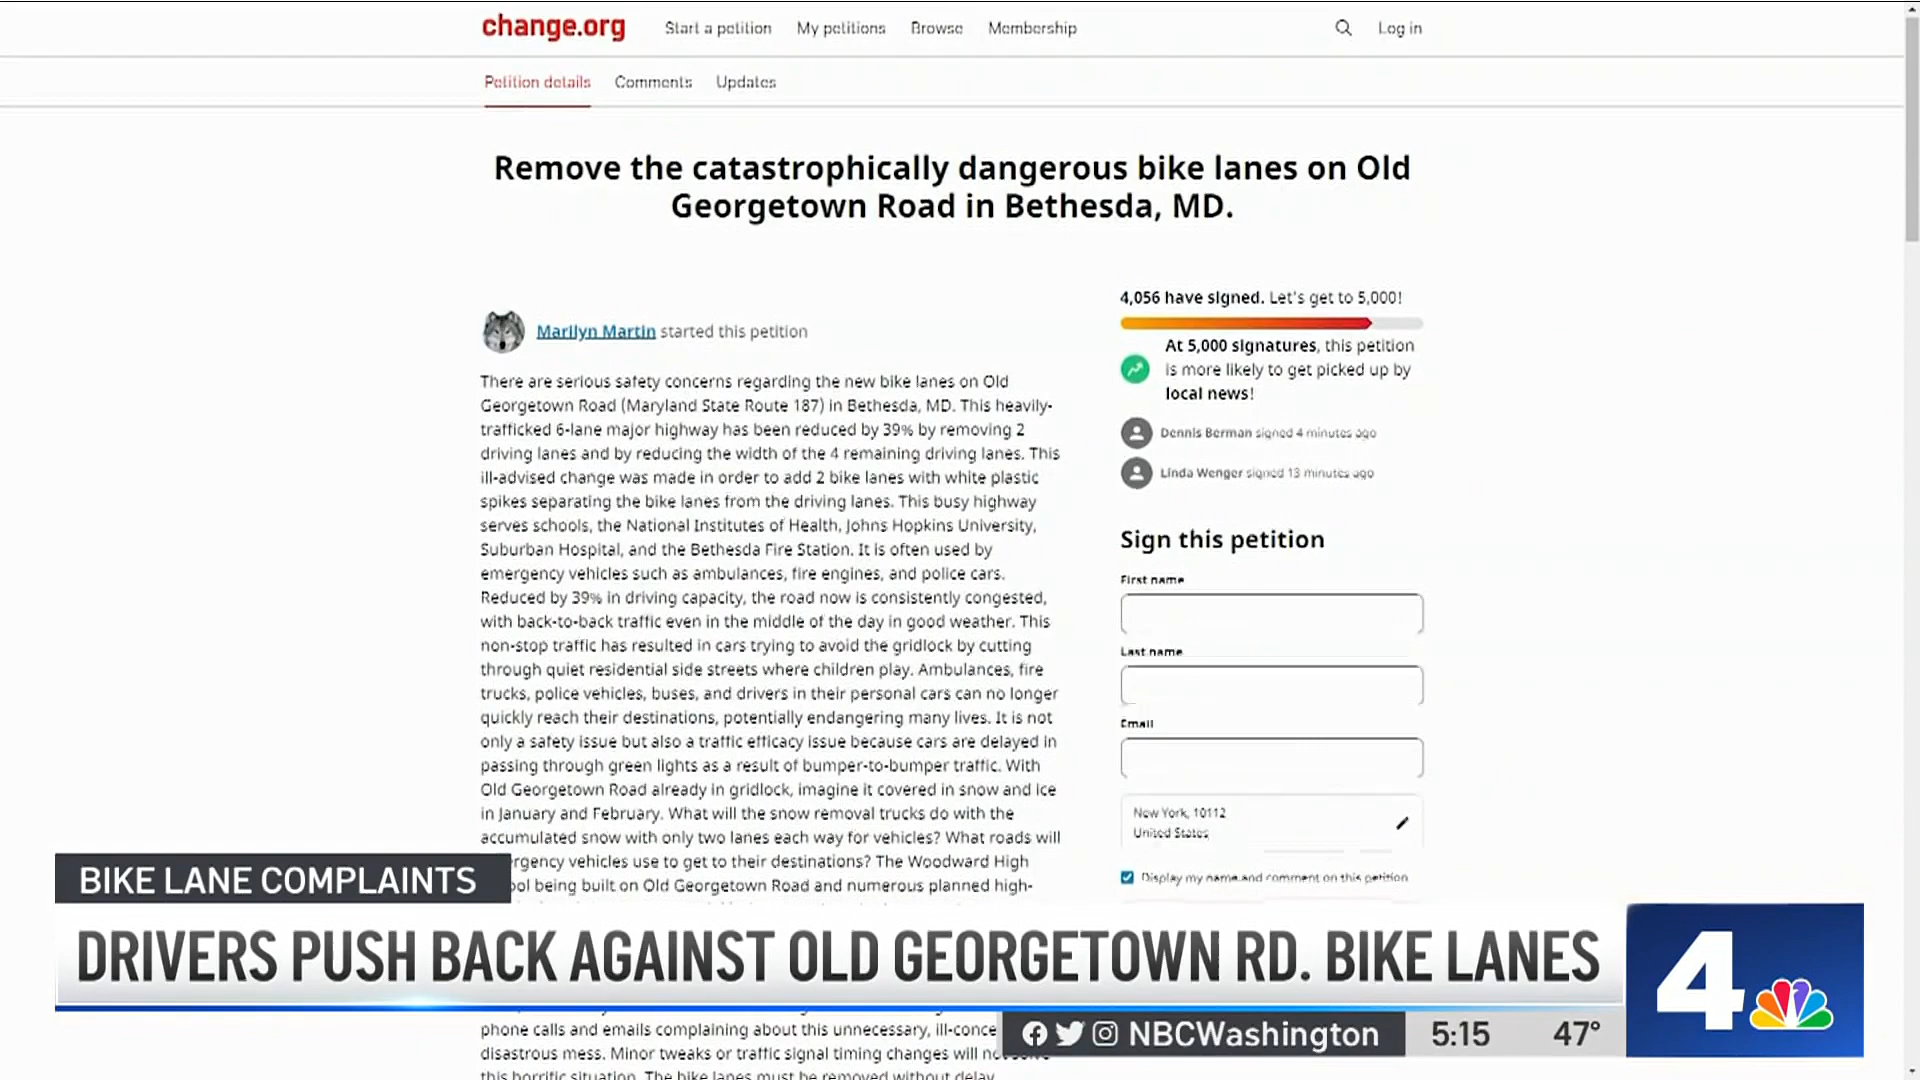 change.org Start a petition My petitions Browse Membership Log in
Petition details Comments Updates
Remove the catastrophically dangerous bike lanes on Old
Georgetown Road in Bethesda, MD.
Marilyn Martin started this petition
There are serious safety concerns regarding the new bike lanes on Old
Georgetown Road (Maryland State Route 187) in Bethesda, MD. This heavily-
trafficked 6-lane major highway has been reduced by 39% by removing 2
driving lanes and by reducing the width of the 4 remaining driving lanes. This
ill-advised change was made in order to add 2 bike lanes with white plastic
spikes separating the bike lanes from the driving lanes. This busy highway
serves schools, the National Institutes of Health, Johns Hopkins University,
Suburban Hospital, and the Bethesda Fire Station. It is often used by
emergency vehicles such as ambulances, fire engines, and police cars.
Reduced by 39% in driving capacity, the road now is consistently congested,
with back-to-back traffic even in the middle of the day in good weather. This
non-stop traffic has resulted in cars trying to avoid the gridlock by cutting
through quiet residential side streets where children play. Ambulances, fire
trucks, police vehicles, buses, and drivers in their personal cars can no longer
quickly reach their destinations, potentially endangering many lives. It is not
only a safety issue but also a traffic efficacy issue because cars are delayed in
passing through green lights as a result of bumper-to-bumper traffic. With
Old Georgetown Road already in gridlock, imagine it covered in snow and ice
in January and February. What will the snow removal trucks do with the
accumulated snow with only two lanes each way for vehicles? What roads will
rgency vehicles use to get to their destinations? The Woodward High
ool being built on Old Georgetown Road and numerous planned high-
phone calls and emails complaining about this unnecessary, ill-conce
disastrous mess. Minor tweaks or traffic signal timing changes will no
this horrific situation. The bike lanes must be removed without delay
4,056 have signed. Let's get to 5,000!
At 5,000 signatures, this petition
is more likely to get picked up by
local news!
Dennis Berman signed 4 minutes ago
Linda Wenger signed 13 minutes ago
Sign this petition
First name
Last name
Email
New York, 10112
United States
Display my name and comment on this petition
BIKE LANE COMPLAINTS
DRIVERS PUSH BACK AGAINST OLD GEORGETOWN RD. BIKE LANES
4
NBCWashington 5:15 47°